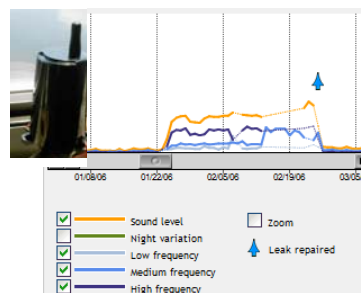 01/08/06 01/22/06 02/05/06 02/19/06 03/05
Sound level Zoom
Night variation
Low frequency Leak repaired
Medium frequency
High frequency